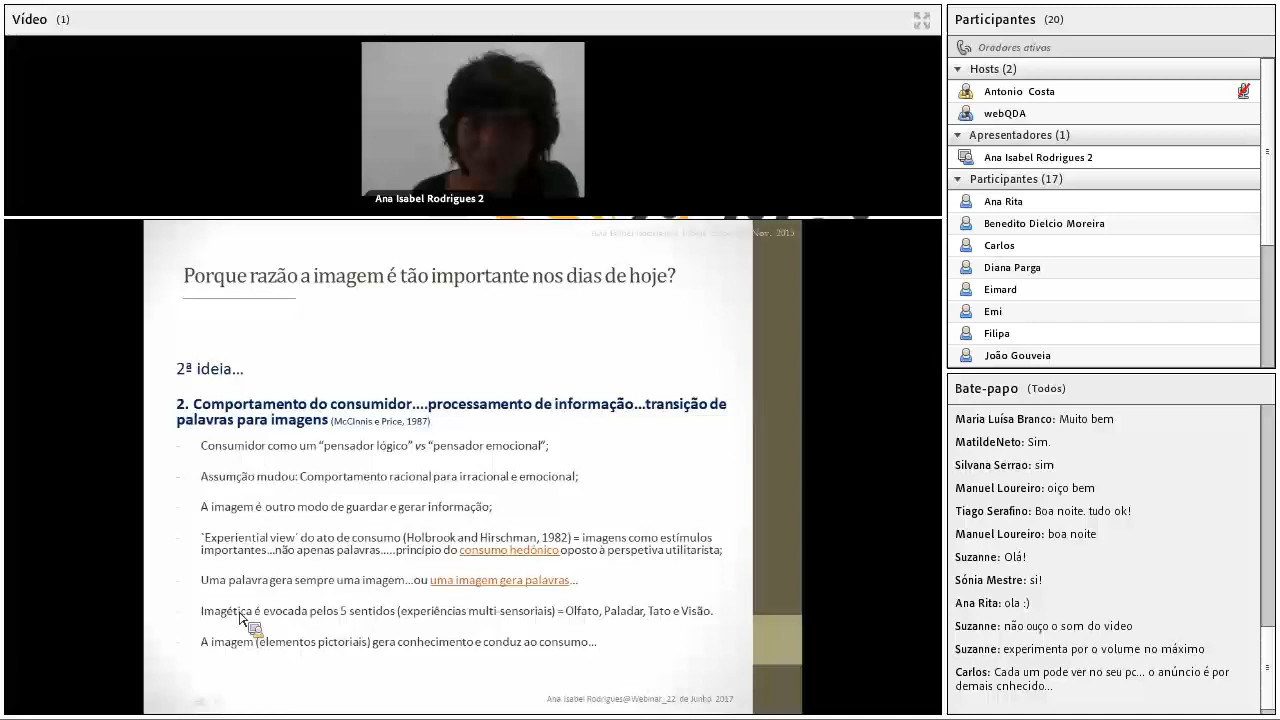 Vídeo (1)
Ana Isabel Rodrigues 2
Nov. 2015
Porque razão a imagem é tão importante nos dias de hoje?
2ª ideia...
2. Comportamento do consumidor....processamento de informação...transição de
palavras para imagens (McCinnis e Price, 1987)
- Consumidor como um “pensador lógico” vs “pensador emocional”;
- Assumção mudou: Comportamento racional para irracional e emocional;
- A imagem é outro modo de guardar e gerar informação;
- ‘Experiential view’ do ato de consumo (Holbrook and Hirschman, 1982) = imagens como estímulos
importantes...não apenas palavras.....princípio do consumo hedónico oposto à perspetiva utilitarista;
- Uma palavra gera sempre uma imagem...ou uma imagem gera palavras...
- Imagética é evocada pelos 5 sentidos (experiências multi-sensoriais) = Olfato, Paladar, Tato e Visão.
- A imagem (elementos pictoriais) gera conhecimento e conduz ao consumo...
Ana Isabel Rodrigues@Webinar_22 de Junho 2017
Participantes (20)
Oradores ativos
Hosts (2)
Antonio Costa
webQDA
Apresentadores (1)
Ana Isabel Rodrigues 2
Participantes (17)
Ana Rita
Benedito Dielcio Moreira
Carlos
Diana Parga
Eimard
Emi
Filipa
João Gouveia
Bate-papo (Todos)
Maria Luísa Branco: Muito bem
MatildeNeto: Sim.
Silvana Serrao: sim
Manuel Loureiro: oiço bem
Tiago Serafino: Boa noite. tudo ok!
Manuel Loureiro: boa noite
Suzanne: Olá!
Sónia Mestre: si!
Ana Rita: ola :)
Suzanne: não ouço o som do video
Suzanne: experimenta por o volume no máximo
Carlos: Cada um pode ver no seu pc... o anúncio é por
demais cnhecido...